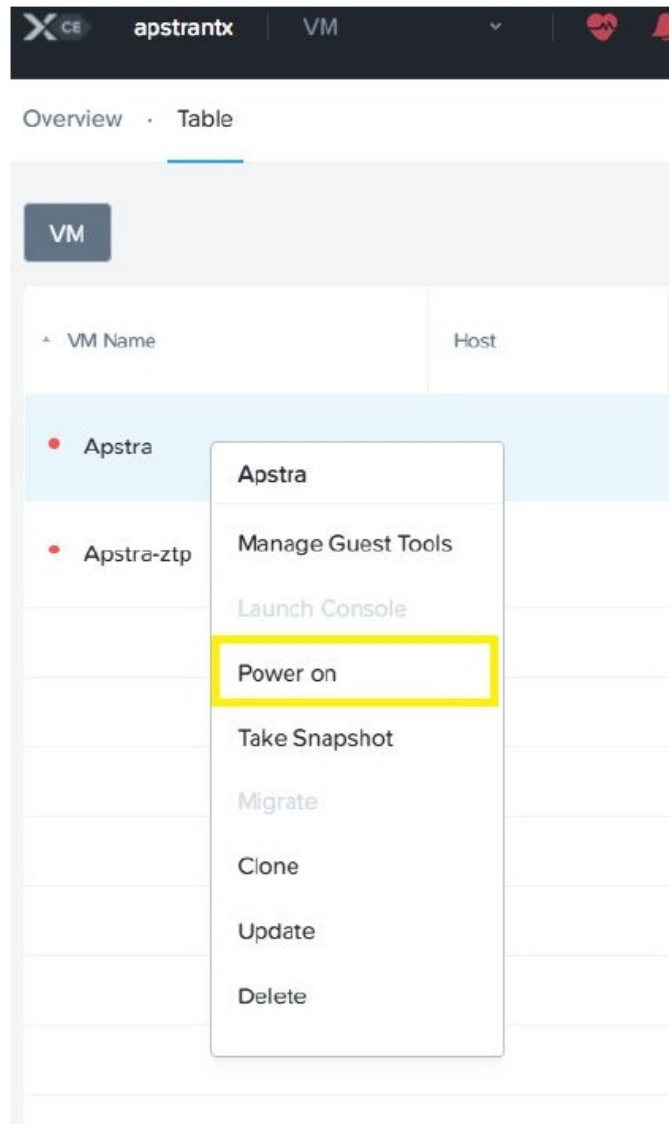 X CE apstrantx VM
Overview · Table
VM
VM Name Host
Apstra
Apstra
Manage Guest Tools
Apstra-ztp
Launch Console
Power on
Take Snapshot
Migrate
Clone
Update
Delete